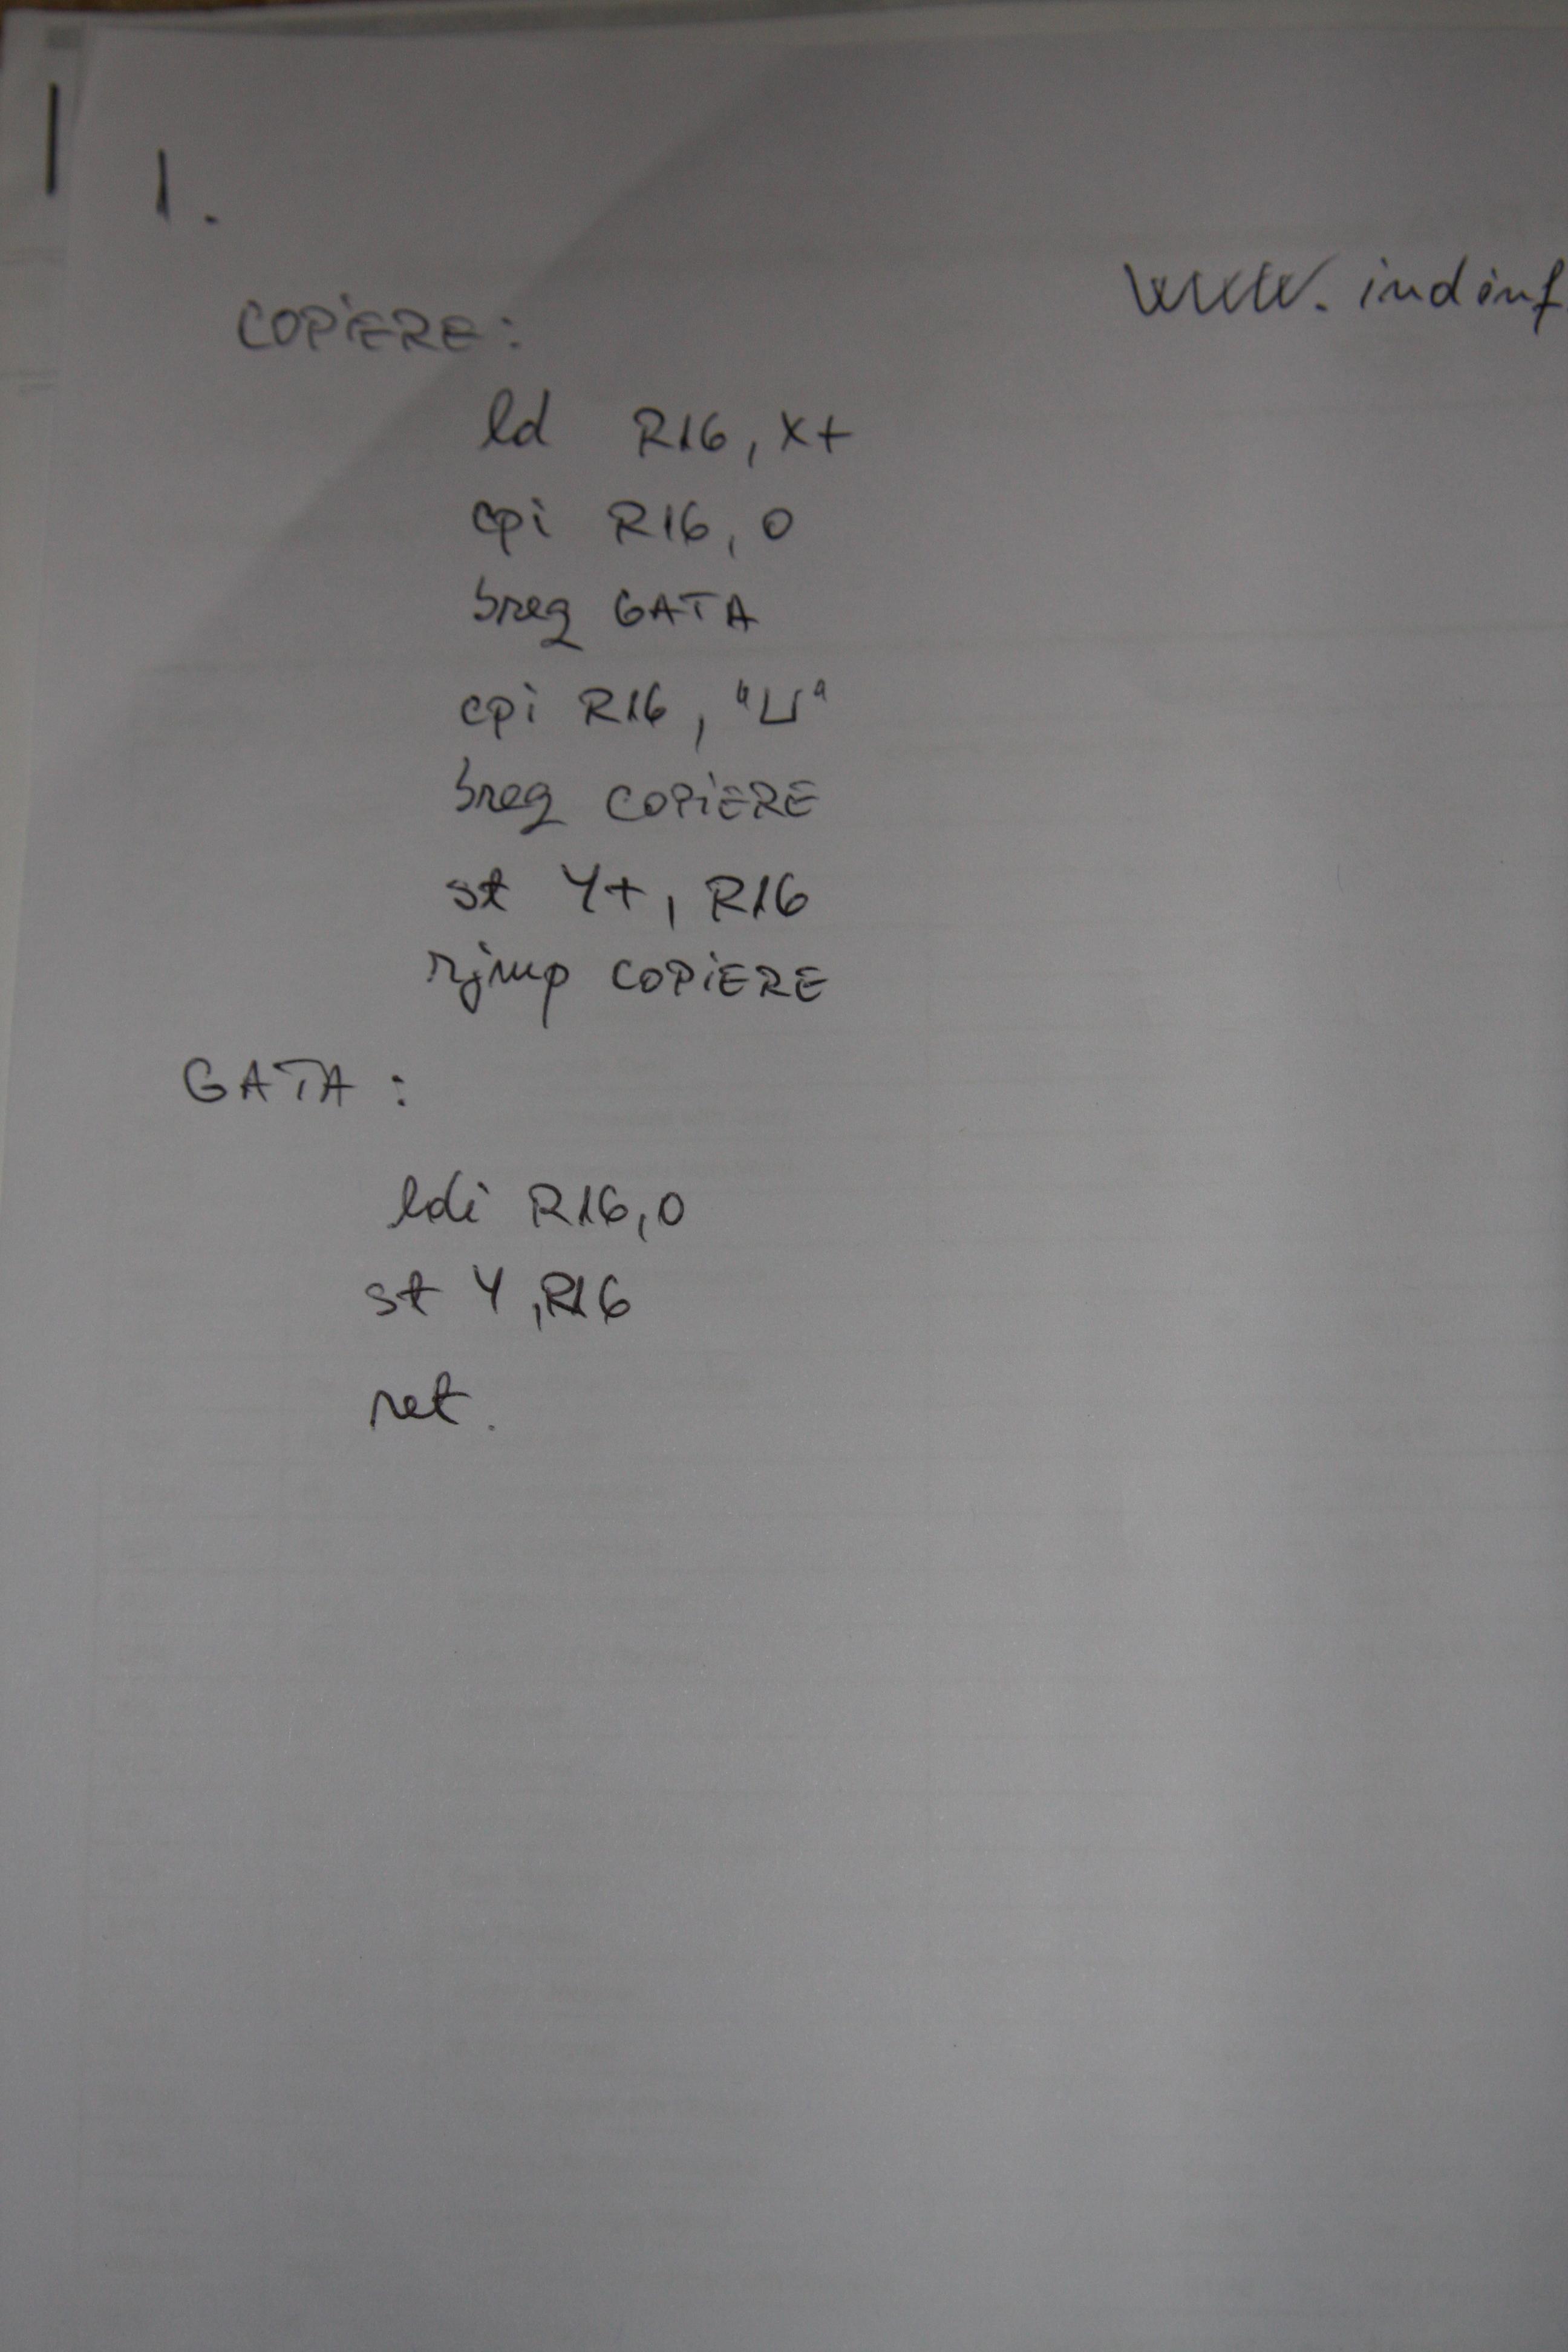 1.
www.indinf
COPiERE:
ld R16, X+
cpi R16, 0
breq GATA
cpi R16, "⊔"
breq COPiERE
st Y+, R16
rjmp COPiERE
GATA:
ldi R16, 0
st Y, R16
ret.